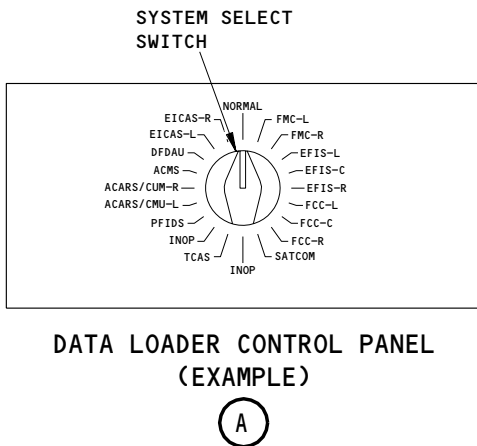 SYSTEM SELECT
SWITCH
NORMAL
EICAS-R
FMC-L
EICAS-L
FMC-R
DFDAU
EFIS-L
ACMS
EFIS-C
ACARS/CUM-R
EFIS-R
ACARS/CMU-L
FCC-L
PFIDS
FCC-C
INOP
FCC-R
TCAS
SATCOM
INOP
DATA LOADER CONTROL PANEL
(EXAMPLE)
A